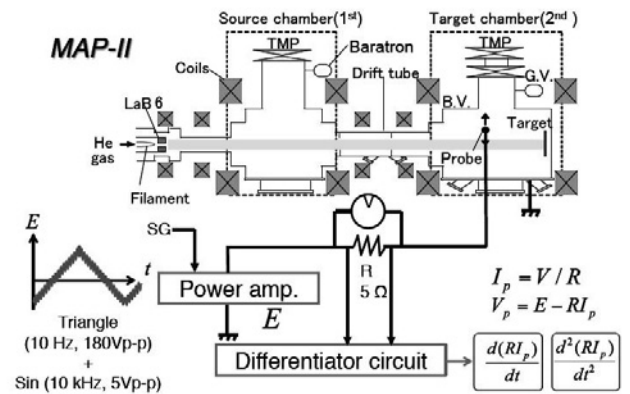 Source chamber(1st)
Target chamber(2nd)
MAP-II
TMP
Baratron
TMP
Coils
Drift tube
G.V.
LaB6
B.V.
Target
He
gas
Probe
Filament
V
E
SG
t
R
5 Ω
Power amp.
E
I_p = V / R
V_p = E – RI_p
Triangle
(10 Hz, 180Vp-p)
+
Sin (10 kHz, 5Vp-p)
Differentiator circuit
d(RI_p)/dt
d²(RI_p)/dt²